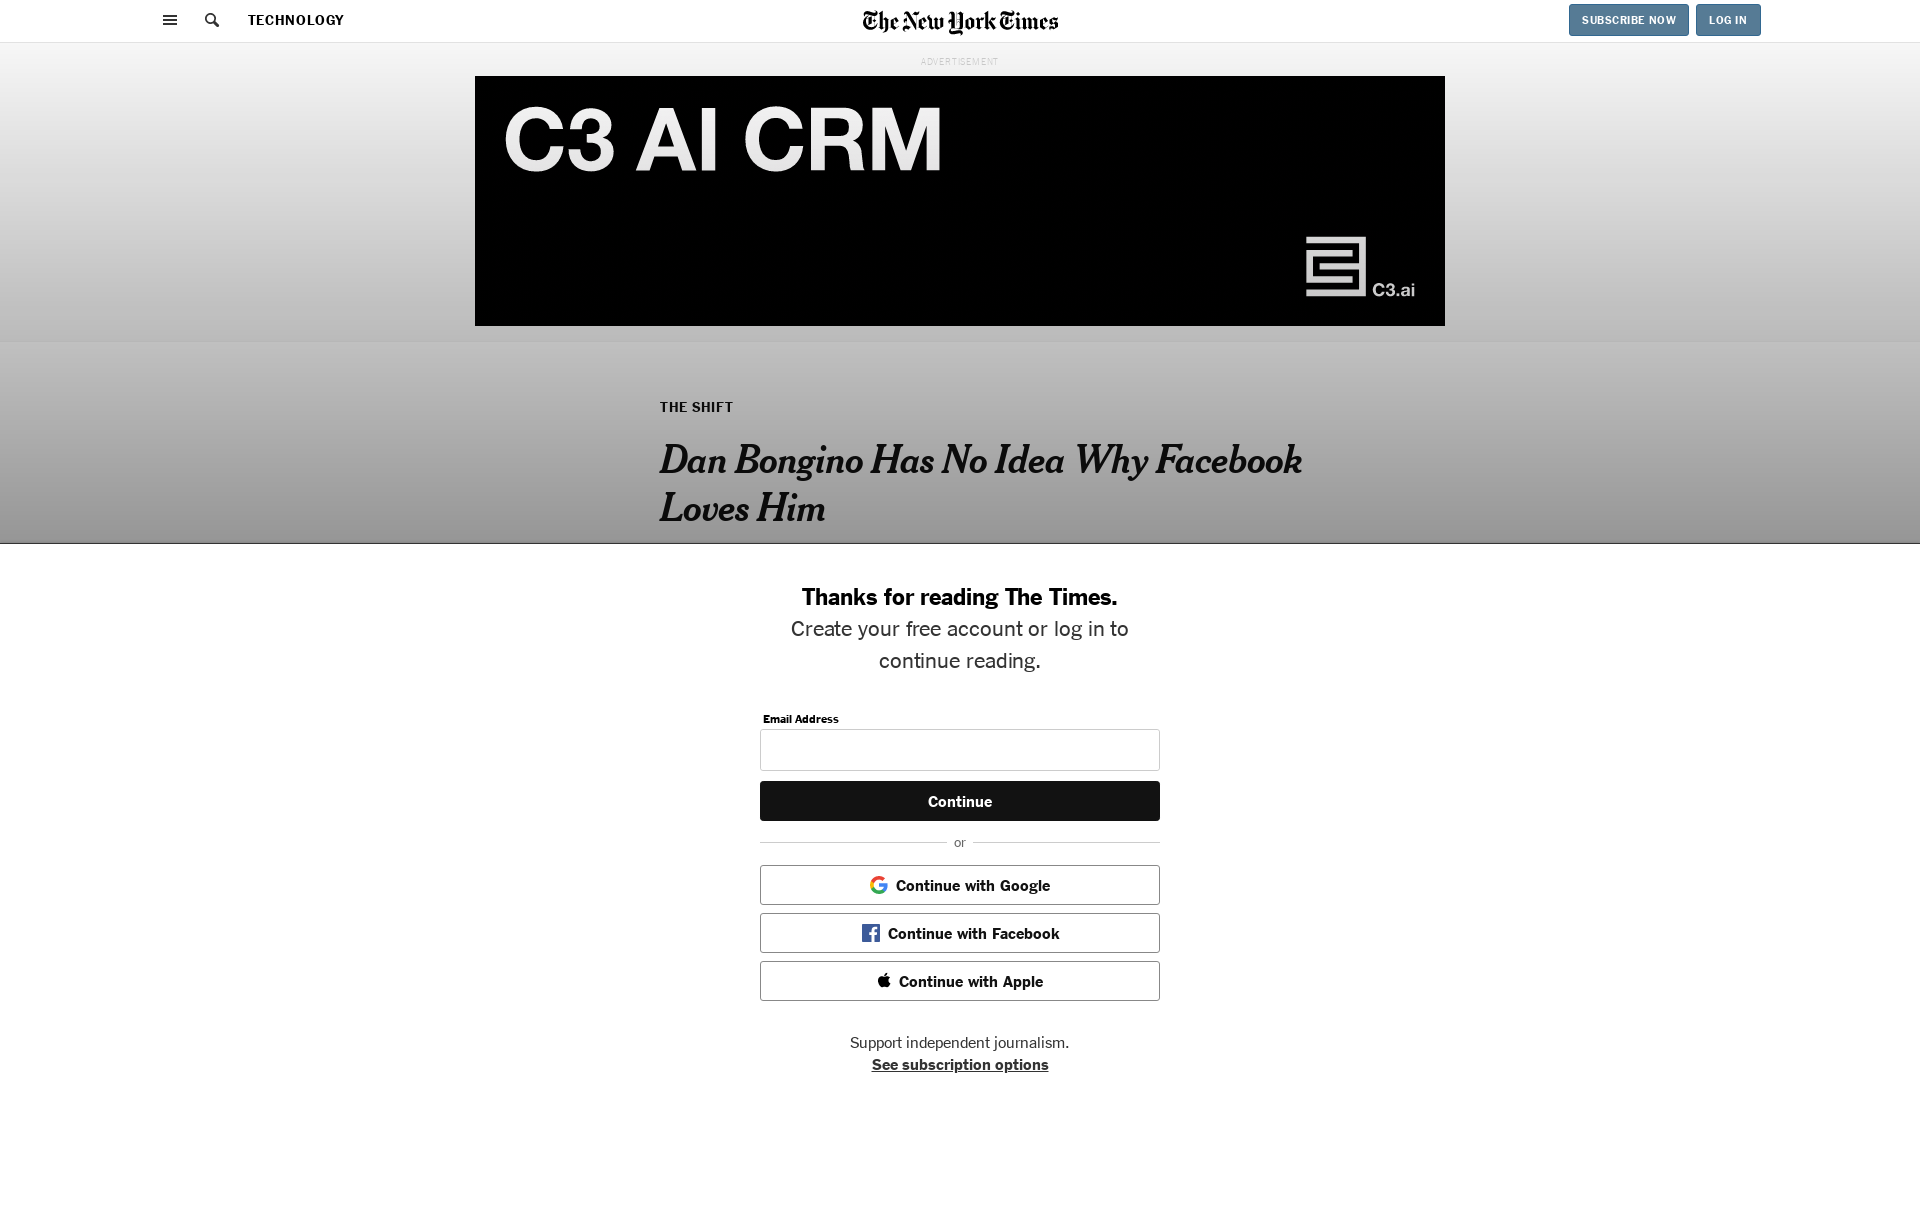 TECHNOLOGY
The New York Times
SUBSCRIBE NOW
LOG IN
ADVERTISEMENT
C3 AI CRM
C3.ai
THE SHIFT
Dan Bongino Has No Idea Why Facebook
Loves Him
Thanks for reading The Times.
Create your free account or log in to
continue reading.
Email Address
Continue
or
Continue with Google
Continue with Facebook
Continue with Apple
Support independent journalism.
See subscription options